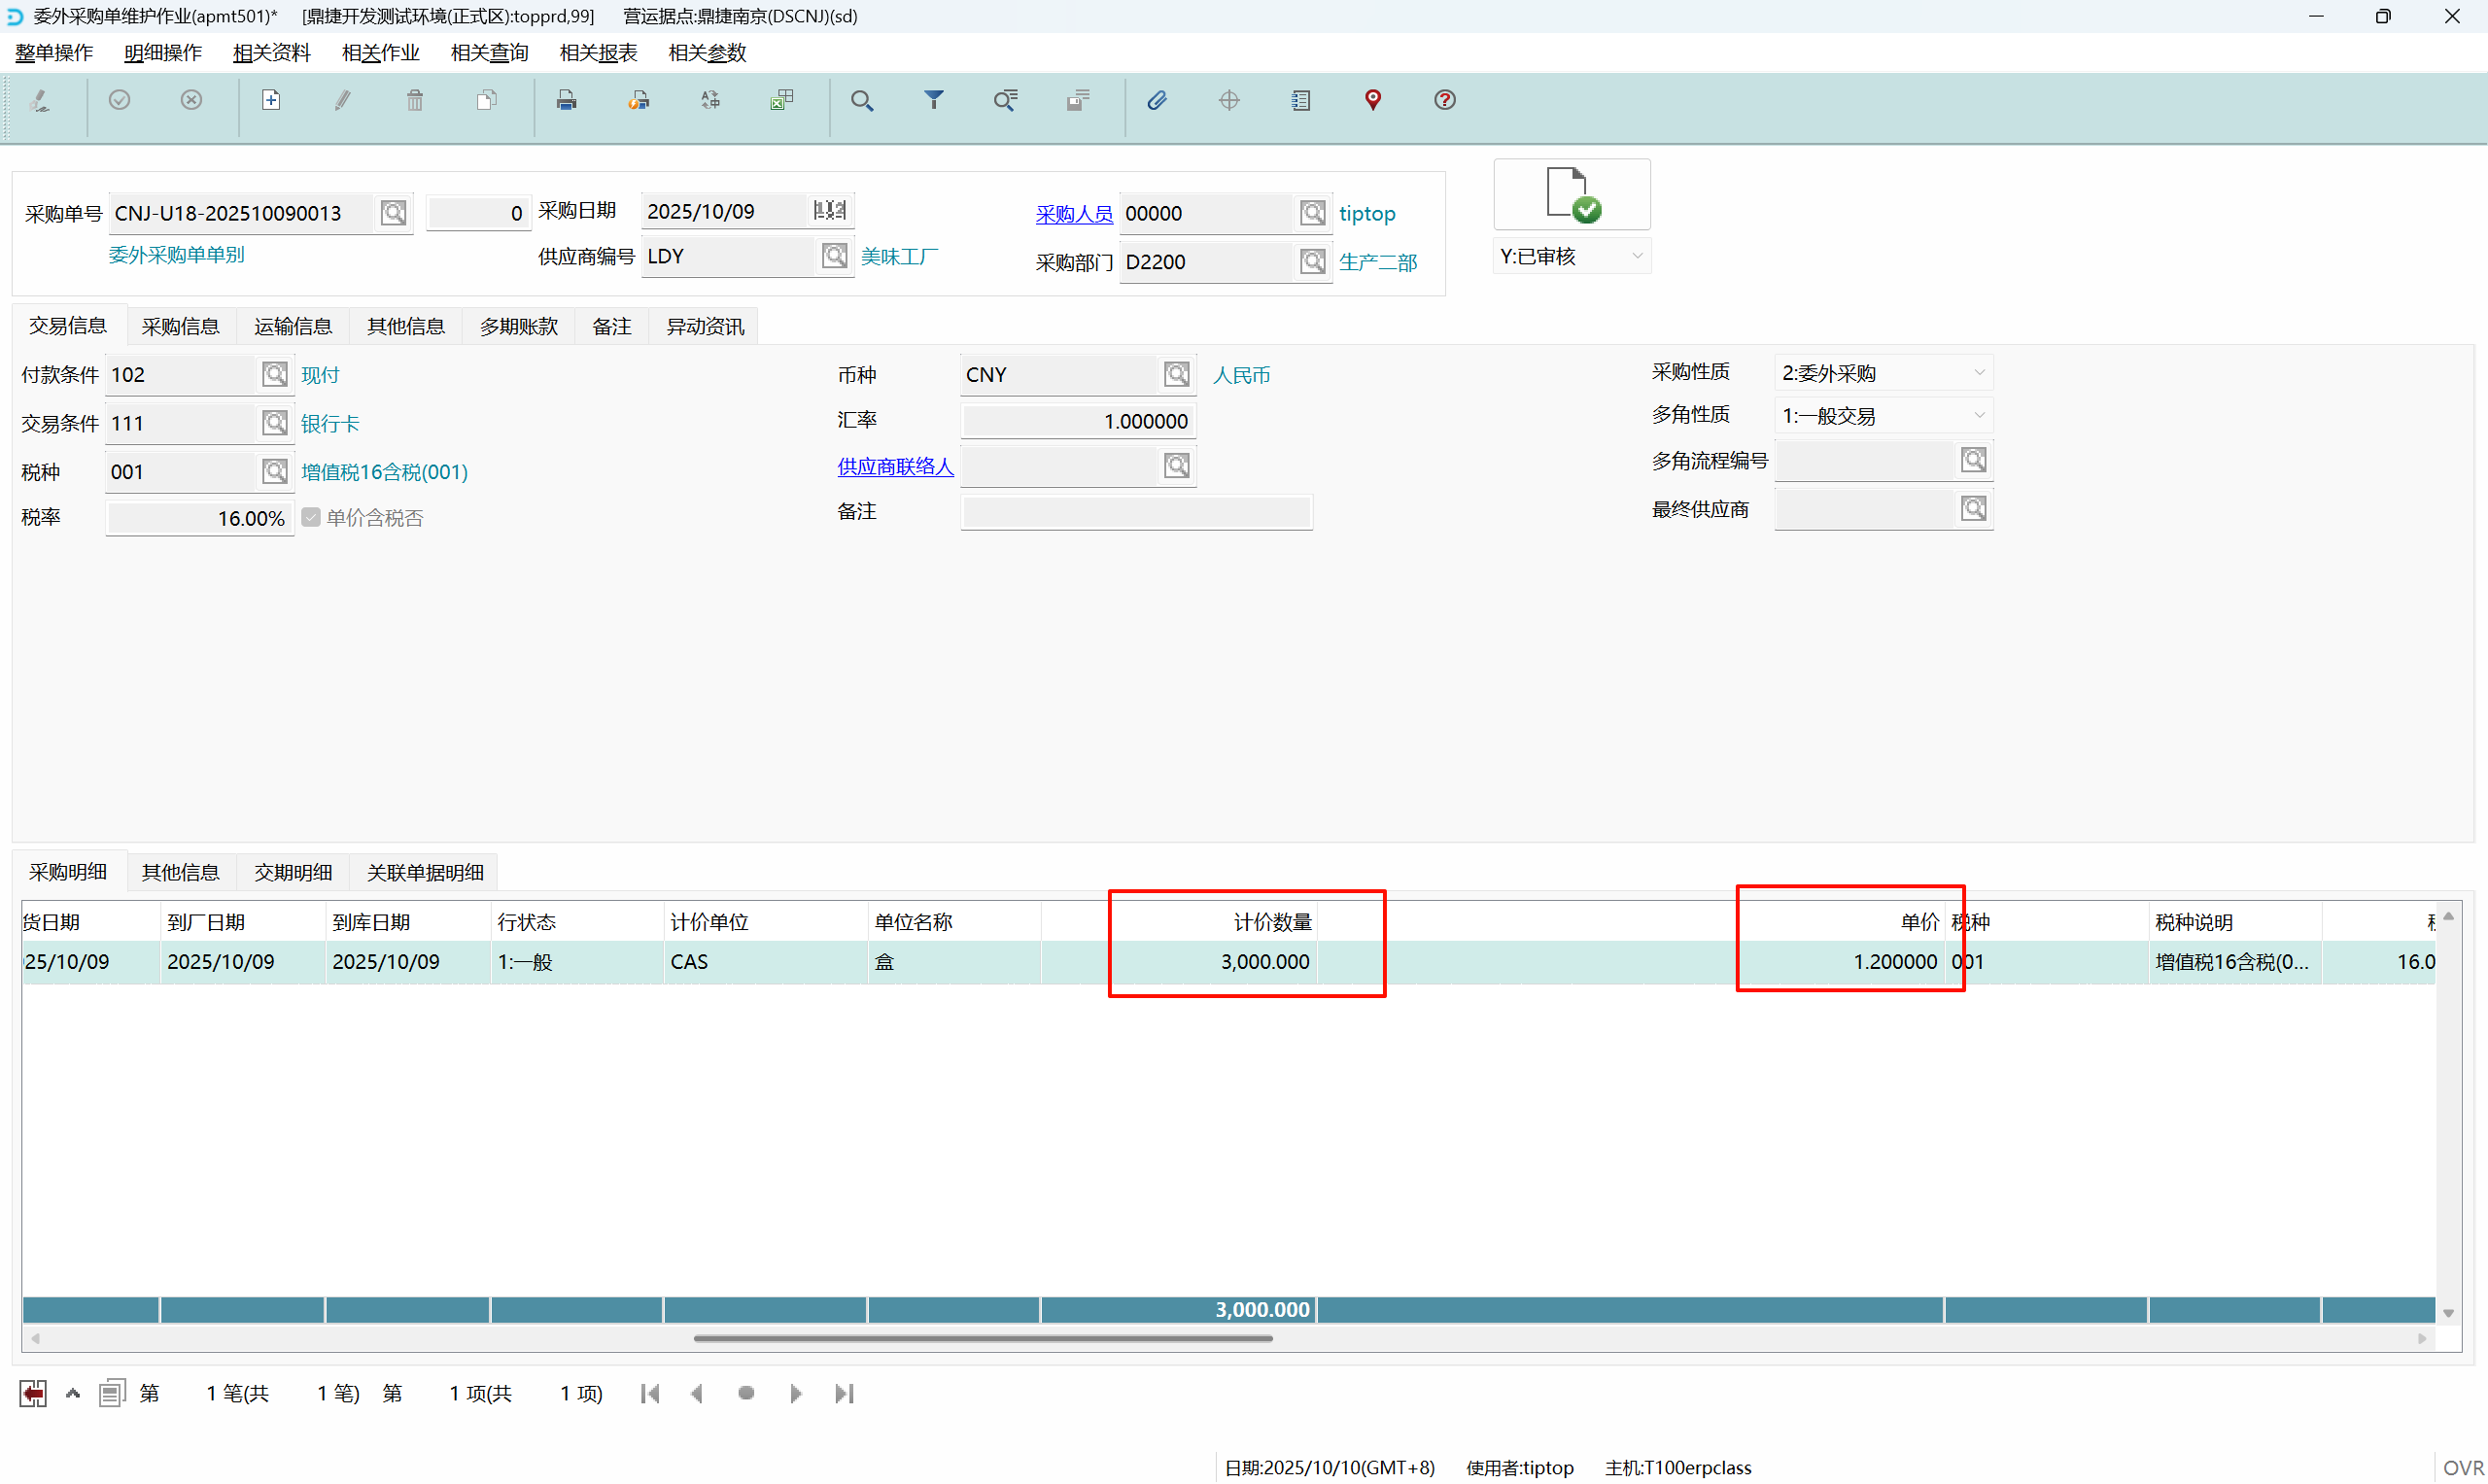 委外采购单维护作业(apmt501)* [鼎捷开发测试环境(正式区):topprd,99] 营运据点:鼎捷南京(DSCNJ)(sd)
整单操作 明细操作 相关资料 相关作业 相关查询 相关报表 相关参数
采购单号 CNJ-U18-202510090013 0 采购日期 2025/10/09 采购人员 00000 tiptop
委外采购单单别 供应商编号 LDY 美味工厂 采购部门 D2200 生产二部 Y:已审核
交易信息 采购信息 运输信息 其他信息 多期账款 备注 异动资讯
付款条件 102 现付 币种 CNY 人民币 采购性质 2:委外采购
交易条件 111 银行卡 汇率 1.000000 多角性质 1:一般交易
税种 001 增值税16含税(001) 供应商联络人 多角流程编号
税率 16.00% 单价含税否 备注 最终供应商
采购明细 其他信息 交期明细 关联单据明细
货日期 到厂日期 到库日期 行状态 计价单位 单位名称 计价数量 单价 税种 税种说明
25/10/09 2025/10/09 2025/10/09 1:一般 CAS 盒 3,000.000 1.200000 001 增值税16含税(0... 16.0
3,000.000
第 1 笔(共 1 笔) 第 1 项(共 1 项)
日期:2025/10/10(GMT+8) 使用者:tiptop 主机:T100erpclass OVR